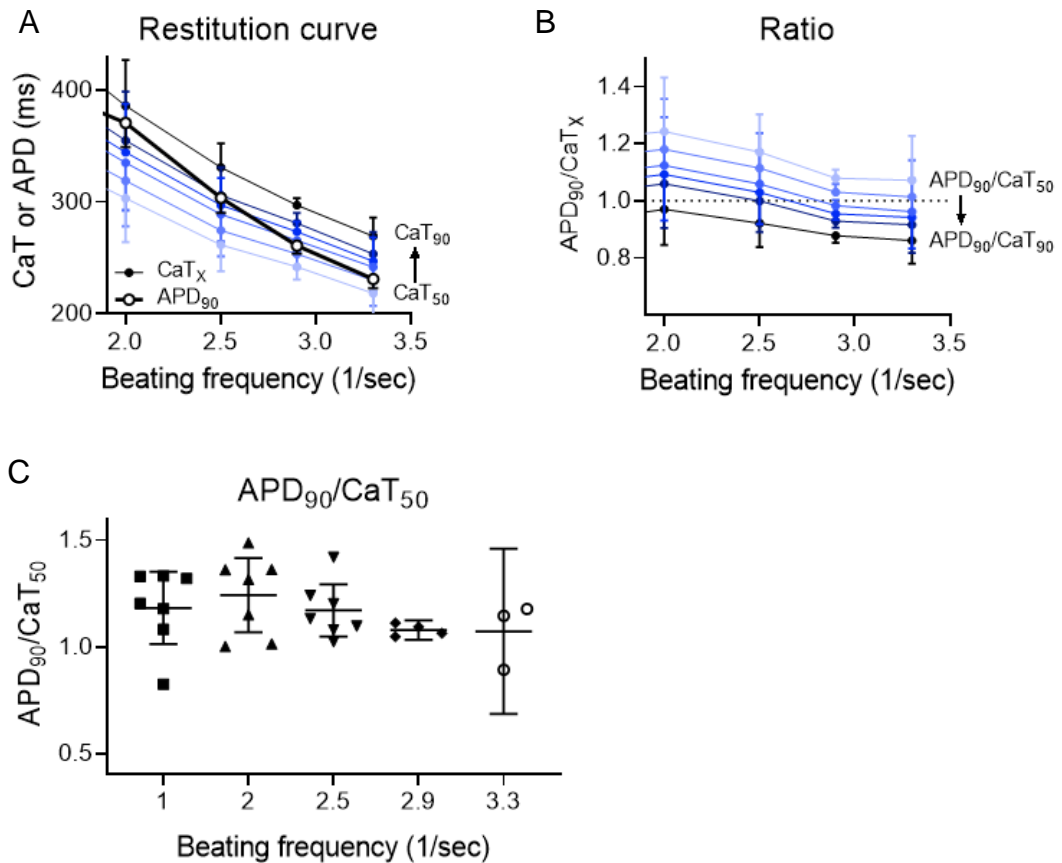 A
Restitution curve
CaT or APD (ms)
400
300
200
CaT_X
APD_90
CaT_90
CaT_50
2.0 2.5 3.0 3.5
Beating frequency (1/sec)
B
Ratio
APD_90/CaT_X
1.4
1.2
1.0
0.8
APD_90/CaT_50
APD_90/CaT_90
2.0 2.5 3.0 3.5
Beating frequency (1/sec)
C
APD_90/CaT_50
APD_90/CaT_50
1.5
1.0
0.5
1 2 2.5 2.9 3.3
Beating frequency (1/sec)